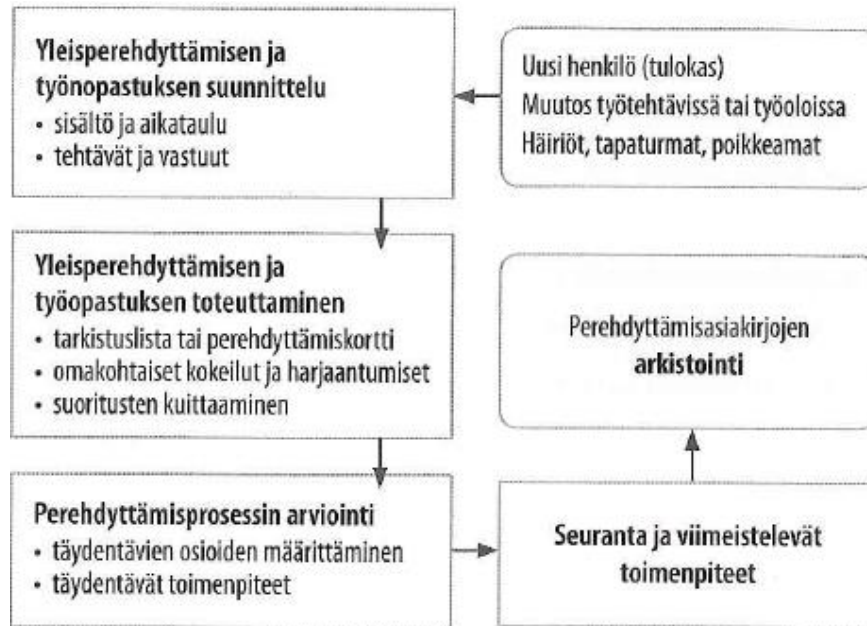 Yleisperehdyttämisen ja
työnopastuksen suunnittelu
• sisältö ja aikataulu
• tehtävät ja vastuut
Uusi henkilö (tulokas)
Muutos työtehtävissä tai työoloissa
Häiriöt, tapaturmat, poikkeamat
Yleisperehdyttämisen ja
työopastuksen toteuttaminen
• tarkistuslista tai perehdyttämiskortti
• omakohtaiset kokeilut ja harjaantumiset
• suoritusten kuittaaminen
Perehdyttämisasiakirjojen
arkistointi
Perehdyttämisprosessin arviointi
• täydentävien osioiden määrittäminen
• täydentävät toimenpiteet
Seuranta ja viimeistelevät
toimenpiteet